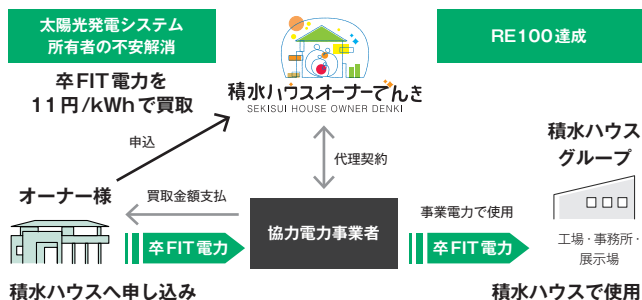 太陽光発電システム
所有者の不安解消
卒FIT電力を
11円/kWhで買取
積水ハウスオーナーでんき
SEKISUI HOUSE OWNER DENKI
RE100達成
申込
代理契約
積水ハウス
グループ
オーナー様
買取金額支払
協力電力事業者
事業電力で使用
卒FIT電力
卒FIT電力
工場・事務所・
展示場
積水ハウスへ申し込み
積水ハウスで使用